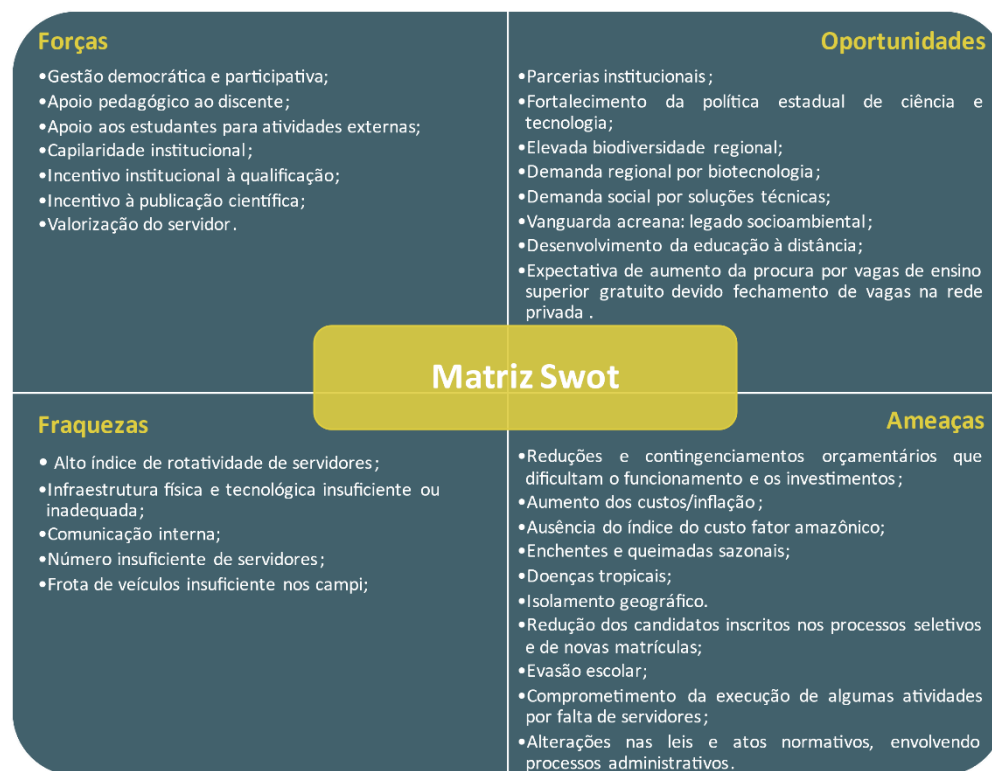 Forças
•Gestão democrática e participativa;
•Apoio pedagógico ao discente;
•Apoio aos estudantes para atividades externas;
•Capilaridade institucional;
•Incentivo institucional à qualificação;
•Incentivo à publicação científica;
•Valorização do servidor.
Oportunidades
•Parcerias institucionais;
•Fortalecimento da política estadual de ciência e
tecnologia;
•Elevada biodiversidade regional;
•Demanda regional por biotecnologia;
•Demanda social por soluções técnicas;
•Vanguarda acreana: legado socioambiental;
•Desenvolvimento da educação à distância;
•Expectativa de aumento da procura por vagas de ensino
superior gratuito devido fechamento de vagas na rede
privada .
Matriz Swot
Fraquezas
• Alto índice de rotatividade de servidores;
•Infraestrutura física e tecnológica insuficiente ou
inadequada;
•Comunicação interna;
•Número insuficiente de servidores;
•Frota de veículos insuficiente nos campi;
Ameaças
•Reduções e contingenciamentos orçamentários que
dificultam o funcionamento e os investimentos;
•Aumento dos custos/inflação;
•Ausência do índice do custo fator amazônico;
•Enchentes e queimadas sazonais;
•Doenças tropicais;
•Isolamento geográfico.
•Redução dos candidatos inscritos nos processos seletivos
e de novas matrículas;
•Evasão escolar;
•Comprometimento da execução de algumas atividades
por falta de servidores;
•Alterações nas leis e atos normativos, envolvendo
processos administrativos.